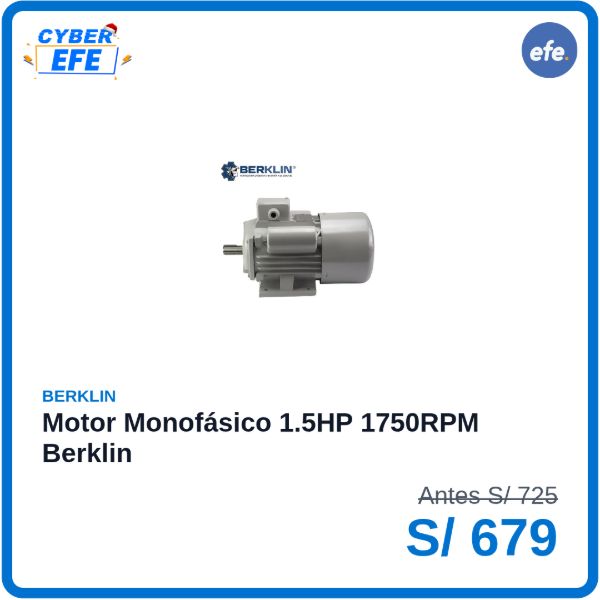 CYBER
EFE
efe.
BERKLIN®
BERKLIN
Motor Monofásico 1.5HP 1750RPM
Berklin
Antes S/ 725
S/ 679